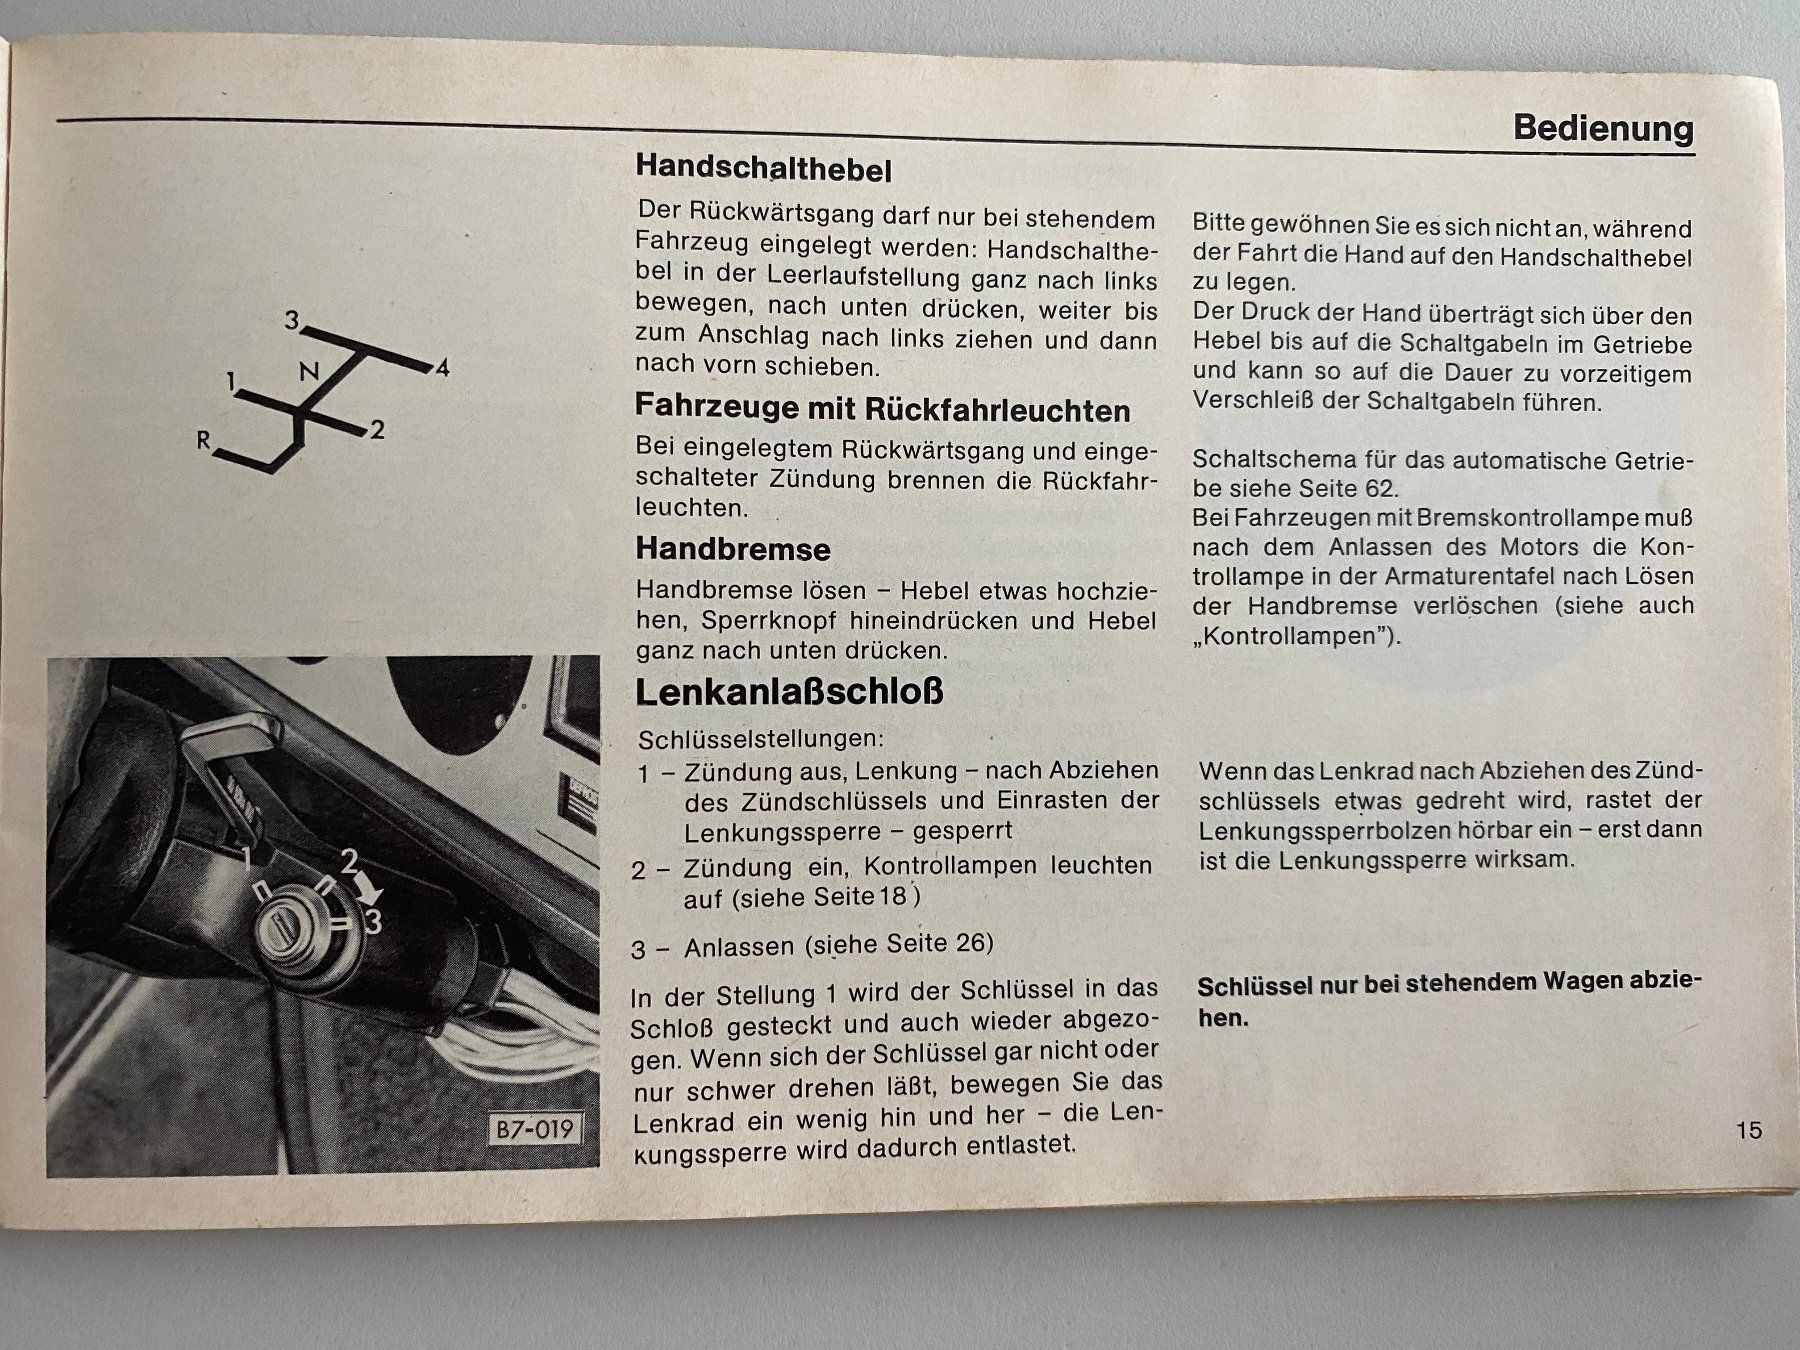 Bedienung
3
4
N
1
2
R
1
2
3
B7-019
Handschalthebel
Der Rückwärtsgang darf nur bei stehendem
Fahrzeug eingelegt werden: Handschalthe-
bel in der Leerlaufstellung ganz nach links
bewegen, nach unten drücken, weiter bis
zum Anschlag nach links ziehen und dann
nach vorn schieben.
Fahrzeuge mit Rückfahrleuchten
Bei eingelegtem Rückwärtsgang und einge-
schalteter Zündung brennen die Rückfahr-
leuchten.
Handbremse
Handbremse lösen – Hebel etwas hochzie-
hen, Sperrknopf hineindrücken und Hebel
ganz nach unten drücken.
Lenkanlaßschloß
Schlüsselstellungen:
1 – Zündung aus, Lenkung – nach Abziehen
des Zündschlüssels und Einrasten der
Lenkungssperre – gesperrt
2 – Zündung ein, Kontrollampen leuchten
auf (siehe Seite 18)
3 – Anlassen (siehe Seite 26)
In der Stellung 1 wird der Schlüssel in das
Schloß gesteckt und auch wieder abgezo-
gen. Wenn sich der Schlüssel gar nicht oder
nur schwer drehen läßt, bewegen Sie das
Lenkrad ein wenig hin und her – die Len-
kungssperre wird dadurch entlastet.
Bitte gewöhnen Sie es sich nicht an, während
der Fahrt die Hand auf den Handschalthebel
zu legen.
Der Druck der Hand überträgt sich über den
Hebel bis auf die Schaltgabeln im Getriebe
und kann so auf die Dauer zu vorzeitigem
Verschleiß der Schaltgabeln führen.
Schaltschema für das automatische Getrie-
be siehe Seite 62.
Bei Fahrzeugen mit Bremskontrollampe muß
nach dem Anlassen des Motors die Kon-
trollampe in der Armaturentafel nach Lösen
der Handbremse verlöschen (siehe auch
„Kontrollampen”).
Wenn das Lenkrad nach Abziehen des Zünd-
schlüssels etwas gedreht wird, rastet der
Lenkungssperrbolzen hörbar ein – erst dann
ist die Lenkungssperre wirksam.
Schlüssel nur bei stehendem Wagen abzie-
hen.
15